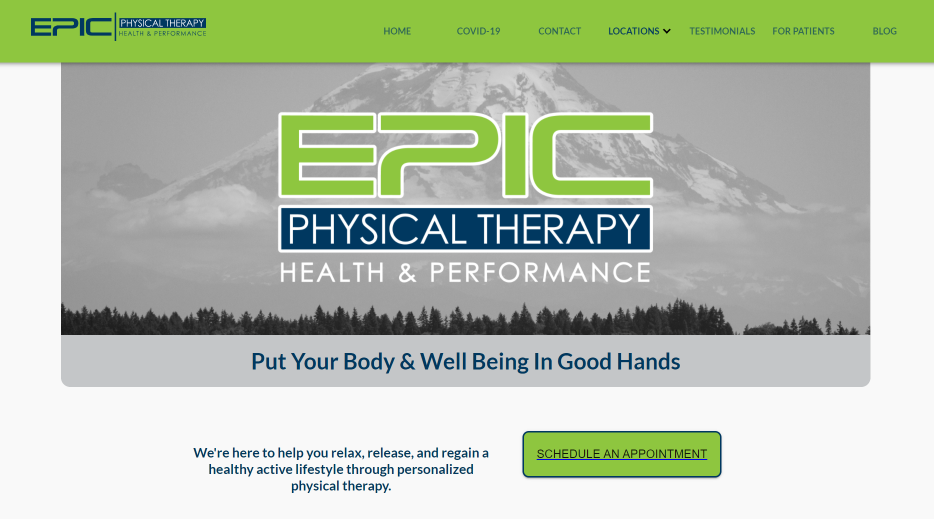 EPIC PHYSICAL THERAPY
HEALTH & PERFORMANCE
HOME COVID-19 CONTACT LOCATIONS TESTIMONIALS FOR PATIENTS BLOG
EPIC
PHYSICAL THERAPY
HEALTH & PERFORMANCE
Put Your Body & Well Being In Good Hands
We're here to help you relax, release, and regain a
healthy active lifestyle through personalized
physical therapy.
SCHEDULE AN APPOINTMENT